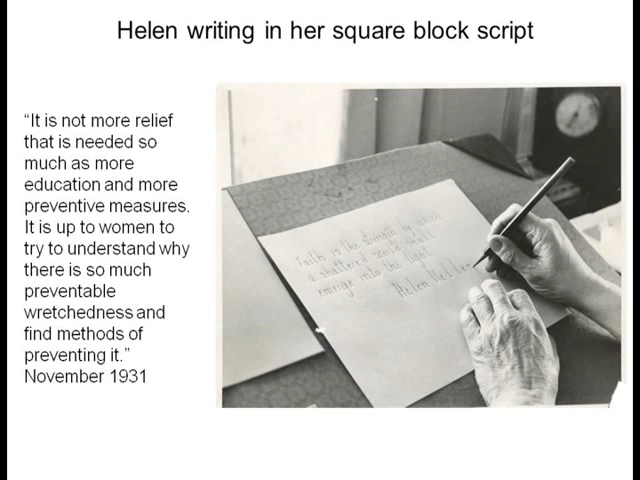 Helen writing in her square block script
“It is not more relief
that is needed so
much as more
education and more
preventive measures.
It is up to women to
try to understand why
there is so much
preventable
wretchedness and
find methods of
preventing it.”
November 1931
Faith is the strength by which
a shattered world shall
emerge into the light.
Helen Keller